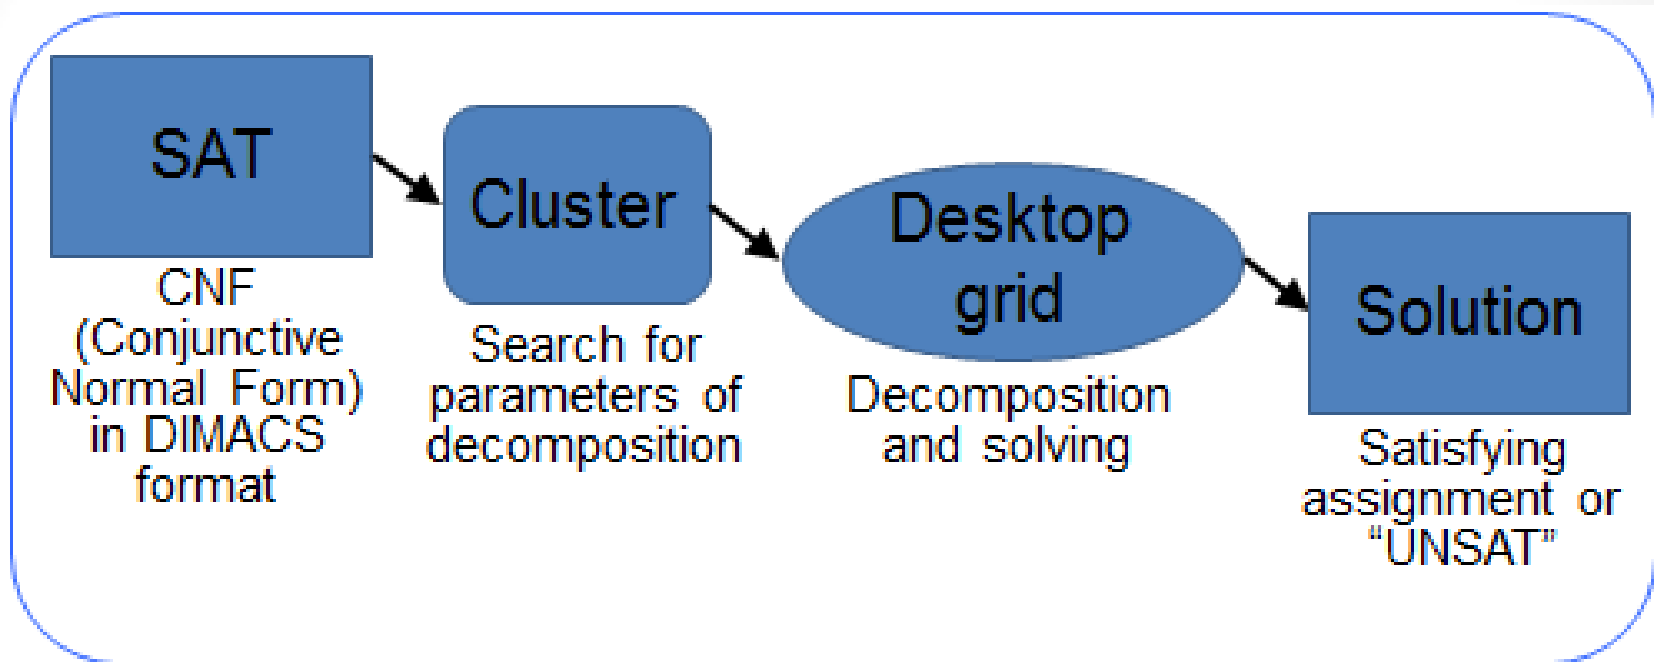 SAT
CNF
(Conjunctive
Normal Form)
in DIMACS
format
Cluster
Search for
parameters of
decomposition
Desktop
grid
Decomposition
and solving
Solution
Satisfying
assignment or
“UNSAT”